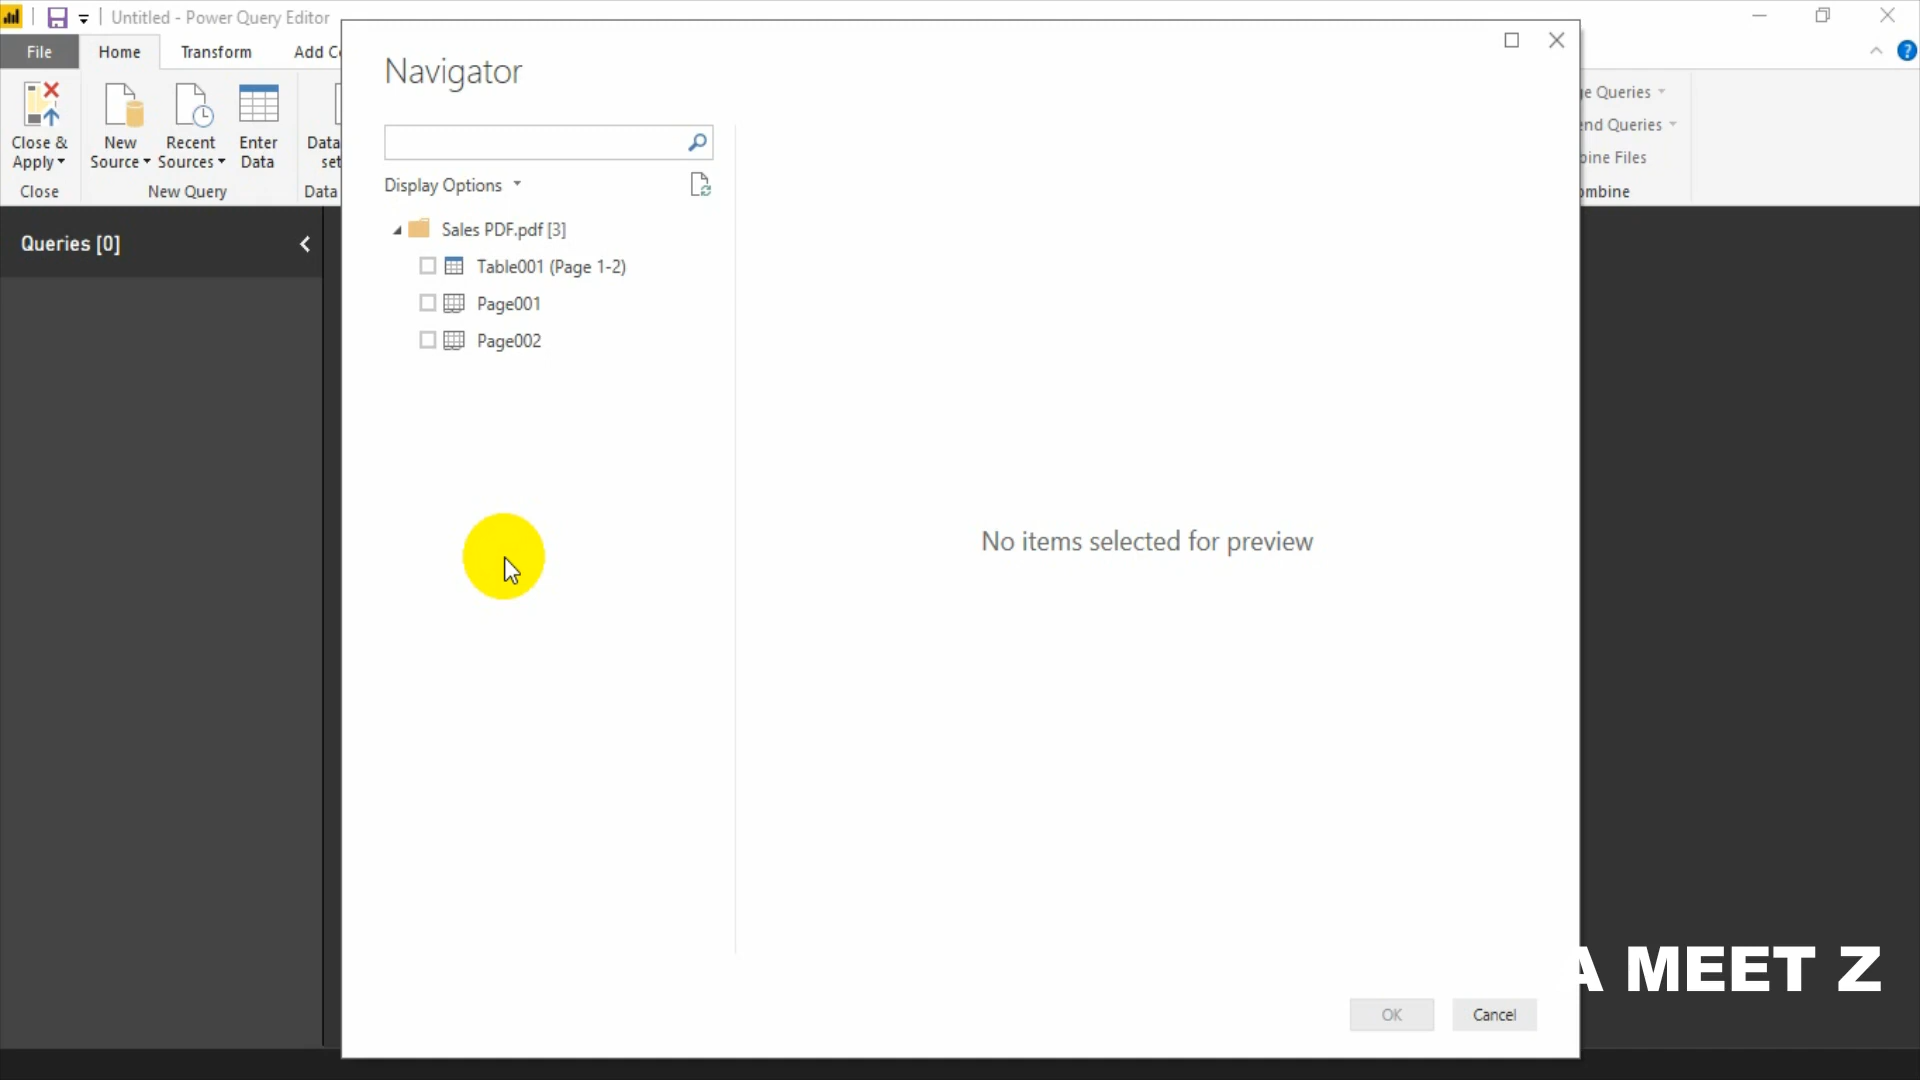 Untitled - Power Query Editor
File
Home
Transform
Add C
?
Navigator
Close &
Apply
New
Source
Recent
Sources
Enter
Data
Data
set
e Queries
nd Queries
ine Files
Close
New Query
Data
mbine
Display Options
Queries [0]
Sales PDF.pdf [3]
Table001 (Page 1-2)
Page001
Page002
No items selected for preview
A MEET Z
OK
Cancel